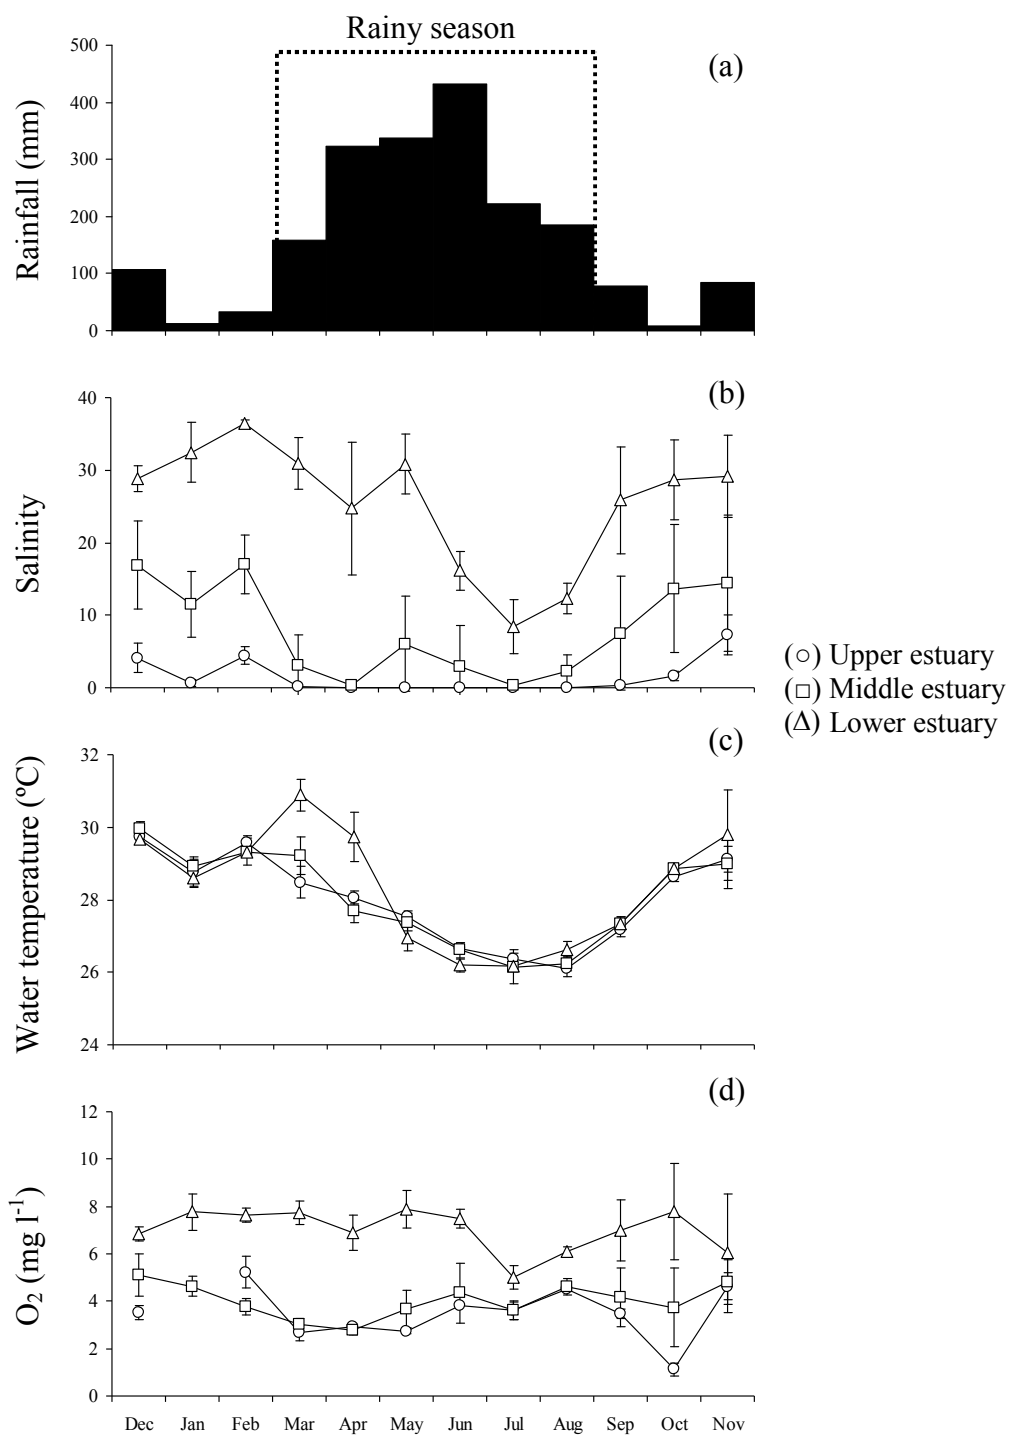 Rainy season
(a)
Rainfall (mm)
500
400
300
200
100
0
(b)
Salinity
40
30
20
10
0
(○) Upper estuary
(□) Middle estuary
(Δ) Lower estuary
(c)
Water temperature (ºC)
32
30
28
26
24
(d)
O₂ (mg l⁻¹)
12
10
8
6
4
2
0
Dec Jan Feb Mar Apr May Jun Jul Aug Sep Oct Nov